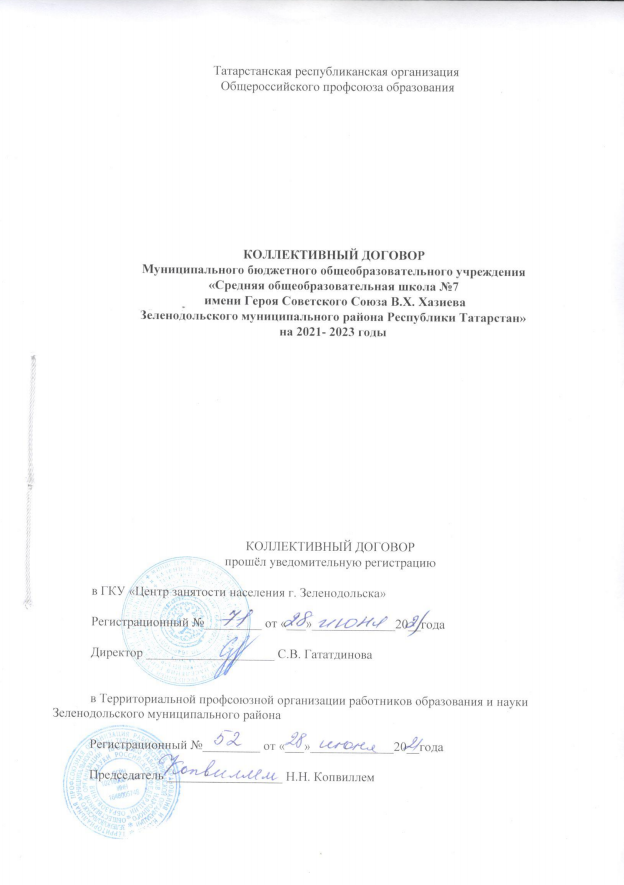 Татарстанская республиканская организация
Общероссийского профсоюза образования
КОЛЛЕКТИВНЫЙ ДОГОВОР
Муниципального бюджетного общеобразовательного учреждения
«Средняя общеобразовательная школа №7
имени Героя Советского Союза В.Х. Хазиева
Зеленодольского муниципального района Республики Татарстан»
на 2021- 2023 годы
КОЛЛЕКТИВНЫЙ ДОГОВОР
прошёл уведомительную регистрацию
в ГКУ «Центр занятости населения г. Зеленодольска»
Регистрационный № 71 от «28» июня 2021 года
Директор С.В. Гататдинова
в Территориальной профсоюзной организации работников образования и науки
Зеленодольского муниципального района
Регистрационный № 52 от «28» июня 2021 года
Председатель Копвиллем Н.Н. Копвиллем